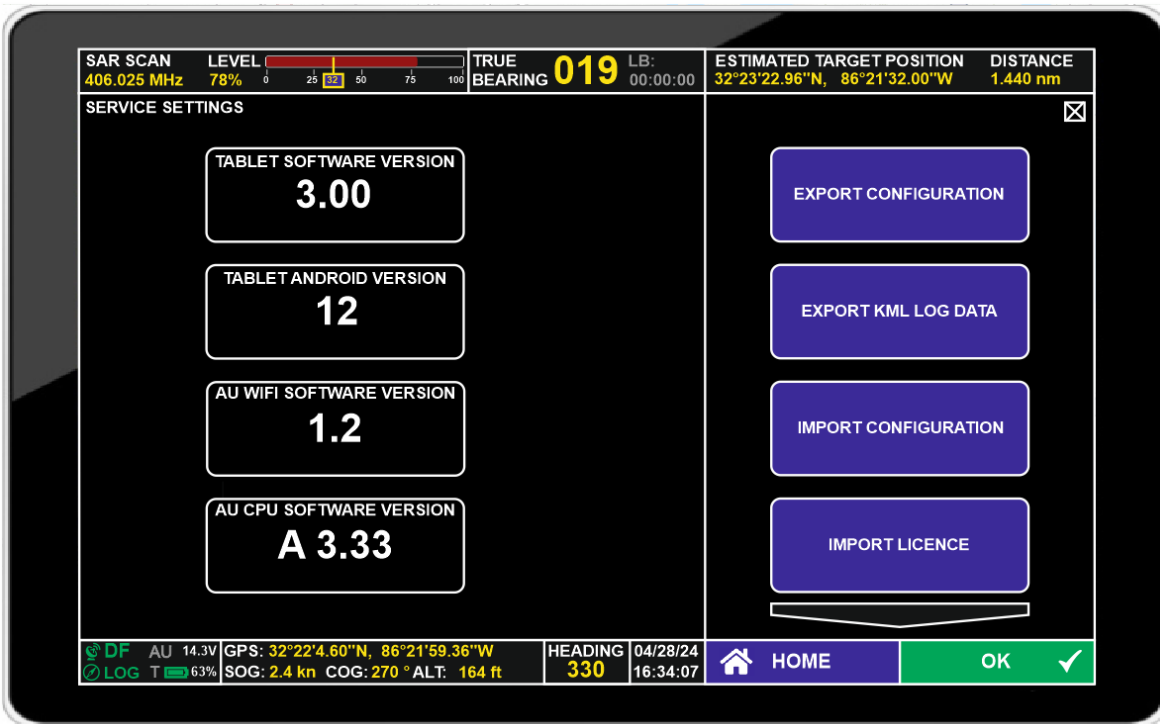 SAR SCAN LEVEL TRUE BEARING 019 LB: ESTIMATED TARGET POSITION DISTANCE
406.025 MHz 78% 0 25 32 50 75 100 00:00:00 32°23'22.96"N, 86°21'32.00"W 1.440 nm
SERVICE SETTINGS
TABLET SOFTWARE VERSION
3.00
EXPORT CONFIGURATION
TABLET ANDROID VERSION
12
EXPORT KML LOG DATA
AU WIFI SOFTWARE VERSION
1.2
IMPORT CONFIGURATION
AU CPU SOFTWARE VERSION
A 3.33
IMPORT LICENCE
DF AU 14.3V GPS: 32°22'4.60"N, 86°21'59.36"W HEADING 04/28/24
LOG T 63% SOG: 2.4 kn COG: 270 ° ALT: 164 ft 330 16:34:07
HOME OK